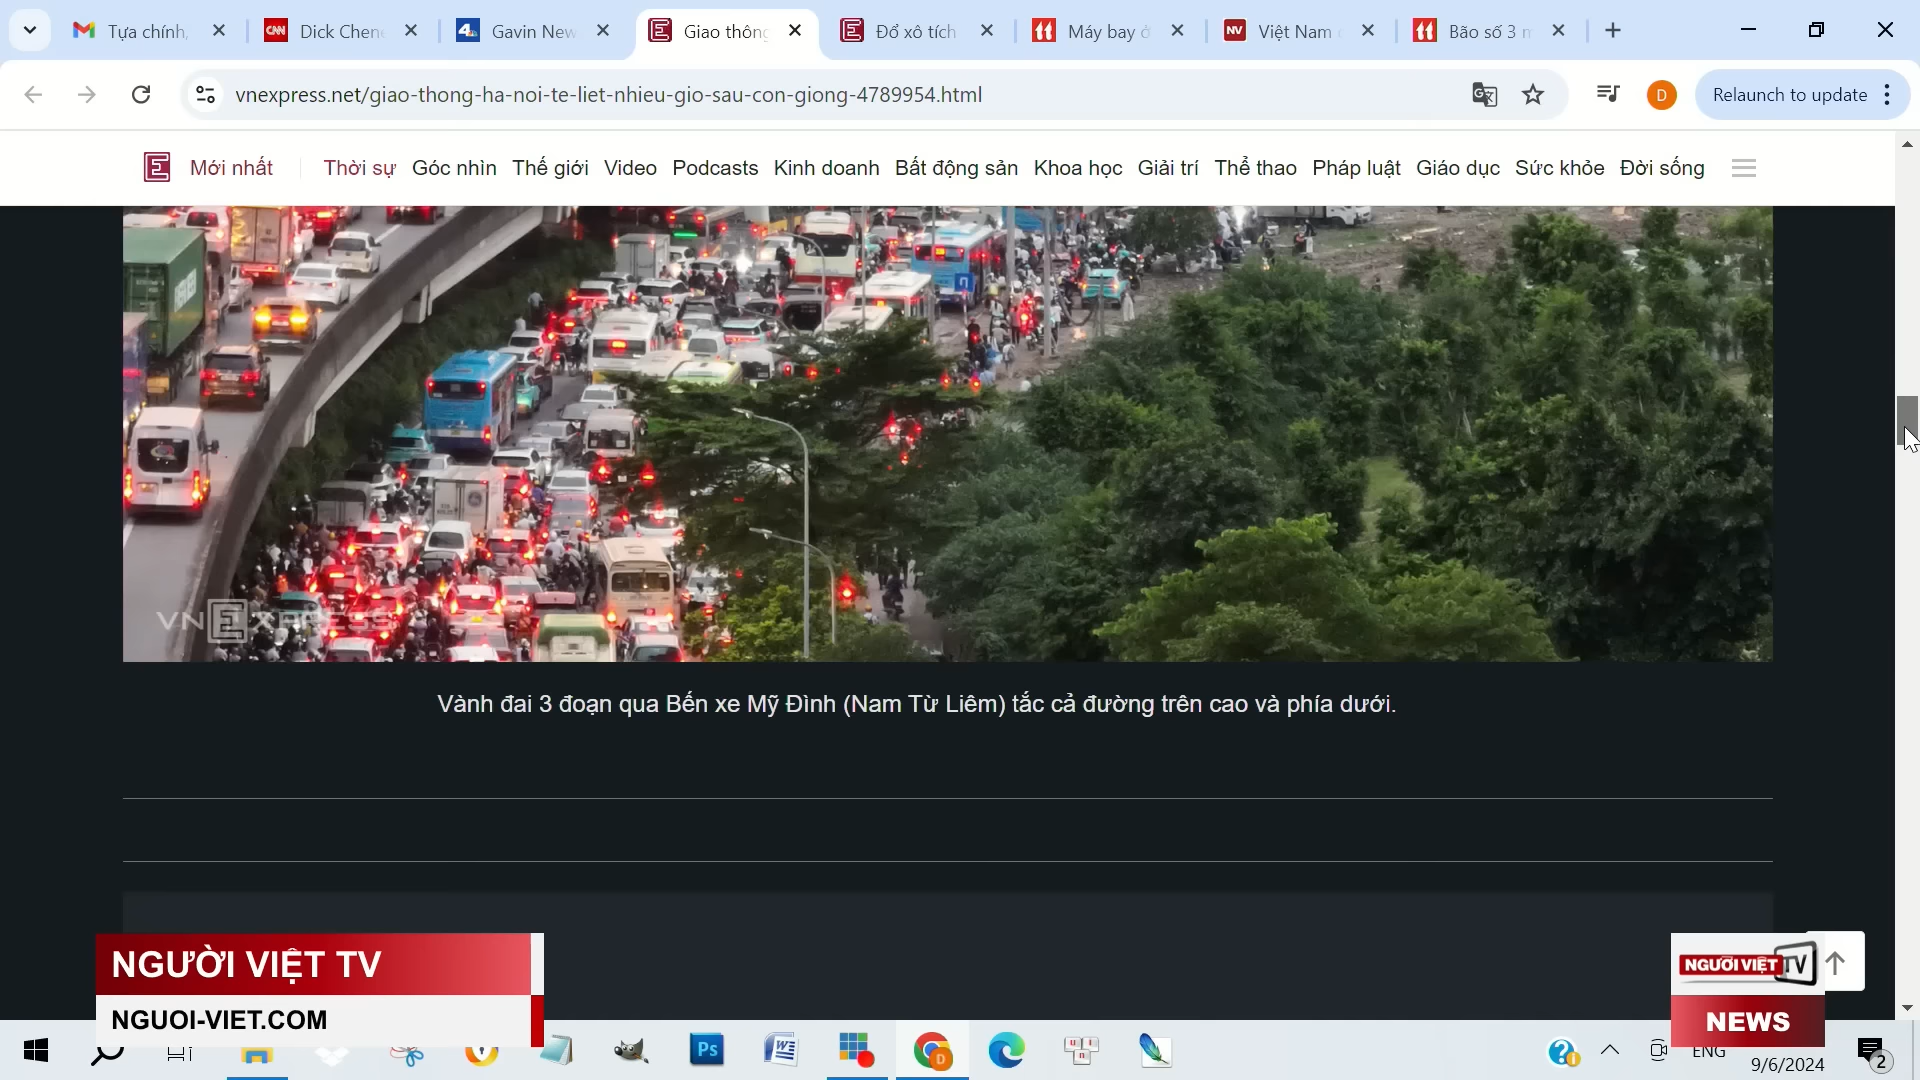 Tựa chính,
Dick Chene
Gavin New
Giao thông
Đổ xô tích
Máy bay ở
Việt Nam
Bão số 3 m
vnexpress.net/giao-thong-ha-noi-te-liet-nhieu-gio-sau-con-giong-4789954.html
D
Relaunch to update
Mới nhất
Thời sự Góc nhìn Thế giới Video Podcasts Kinh doanh Bất động sản Khoa học Giải trí Thể thao Pháp luật Giáo dục Sức khỏe Đời sống
VNEXPRESS
Vành đai 3 đoạn qua Bến xe Mỹ Đình (Nam Từ Liêm) tắc cả đường trên cao và phía dưới.
NGƯỜI VIỆT TV
NGUOI-VIET.COM
NGƯỜI VIỆT TV
NEWS
ENG
9/6/2024
2